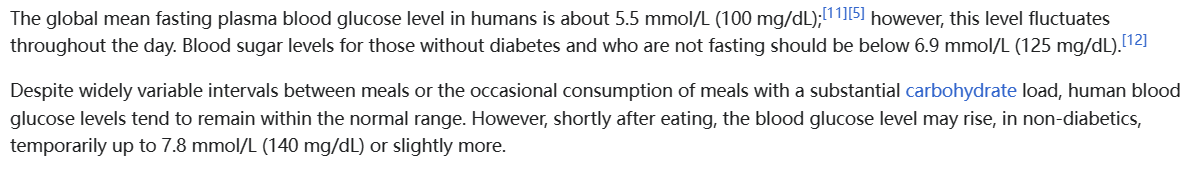 The global mean fasting plasma blood glucose level in humans is about 5.5 mmol/L (100 mg/dL);[11][5] however, this level fluctuates
throughout the day. Blood sugar levels for those without diabetes and who are not fasting should be below 6.9 mmol/L (125 mg/dL).[12]
Despite widely variable intervals between meals or the occasional consumption of meals with a substantial carbohydrate load, human blood
glucose levels tend to remain within the normal range. However, shortly after eating, the blood glucose level may rise, in non-diabetics,
temporarily up to 7.8 mmol/L (140 mg/dL) or slightly more.